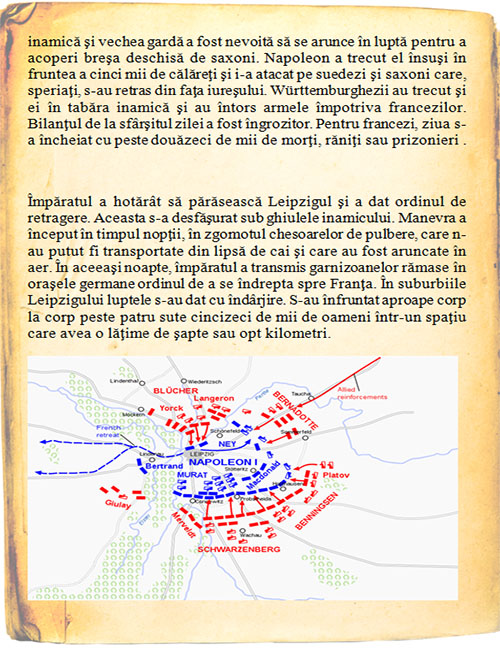 inamică şi vechea gardă a fost nevoită să se arunce în luptă pentru a
acoperi breşa deschisă de saxoni. Napoleon a trecut el însuşi în
fruntea a cinci mii de călăreţi şi i-a atacat pe suedezi şi saxoni care,
speriaţi, s-au retras din faţa iureşului. Württemburghezii au trecut şi
ei în tabăra inamică şi au întors armele împotriva francezilor.
Bilanţul de la sfârşitul zilei a fost îngrozitor. Pentru francezi, ziua s-
a încheiat cu peste douăzeci de mii de morţi, răniţi sau prizonieri .
Împăratul a hotărât să părăsească Leipzigul şi a dat ordinul de
retragere. Aceasta s-a desfăşurat sub ghiulele inamicului. Manevra a
început în timpul nopţii, în zgomotul chesoarelor de pulbere, care n-
au putut fi transportate din lipsă de cai şi care au fost aruncate în
aer. În aceeaşi noapte, împăratul a transmis garnizoanelor rămase în
oraşele germane ordinul de a se îndrepta spre Franţa. În suburbiile
Leipzigului luptele s-au dat cu îndârjire. S-au înfruntat aproape corp
la corp peste patru sute cincizeci de mii de oameni într-un spaţiu
care avea o lăţime de şapte sau opt kilometri.
Lindenthal
Wiederitzsch
BLÜCHER
Langeron
Yorck
Mockern
Parthe
Taucha
Allied
reinforcements
BERNADOTTE
French
retreat
Schönefeld
NEY
Lindenau
LEIPZIG
Bertrand
NAPOLEON I
Stötteritz
MURAT
Macdonald
Platov
Giulay
Probstheida
BENNINGSEN
Merveldt
Wachau
SCHWARZENBERG